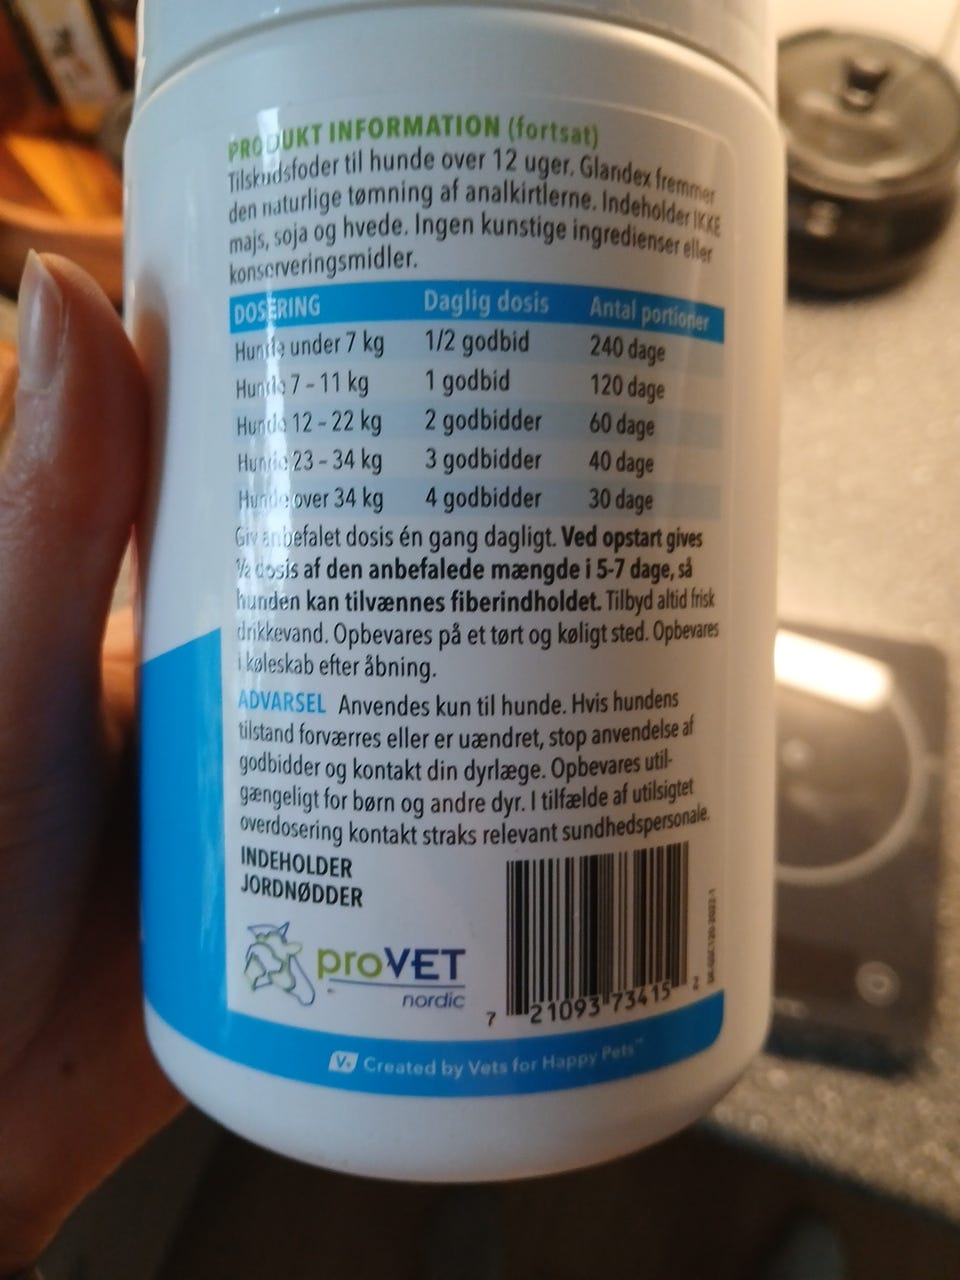 PRODUKT INFORMATION (fortsat)
Tilskudsfoder til hunde over 12 uger. Glandex fremmer
den naturlige tømning af analkirtlerne. Indeholder IKKE
majs, soja og hvede. Ingen kunstige ingredienser eller
konserveringsmidler.
DOSERING Daglig dosis Antal portioner
Hunde under 7 kg 1/2 godbid 240 dage
Hunde 7 - 11 kg 1 godbid 120 dage
Hunde 12 - 22 kg 2 godbidder 60 dage
Hunde 23 - 34 kg 3 godbidder 40 dage
Hunde over 34 kg 4 godbidder 30 dage
Giv anbefalet dosis én gang dagligt. Ved opstart gives
½ dosis af den anbefalede mængde i 5-7 dage, så
hunden kan tilvænnes fiberindholdet. Tilbyd altid frisk
drikkevand. Opbevares på et tørt og køligt sted. Opbevares
i køleskab efter åbning.
ADVARSEL Anvendes kun til hunde. Hvis hundens
tilstand forværres eller er uændret, stop anvendelse af
godbidder og kontakt din dyrlæge. Opbevares util-
gængeligt for børn og andre dyr. I tilfælde af utilsigtet
overdosering kontakt straks relevant sundhedspersonale.
INDEHOLDER
JORDNØDDER
proVET
nordic
7 21093 73415 2
V+ Created by Vets for Happy Pets™